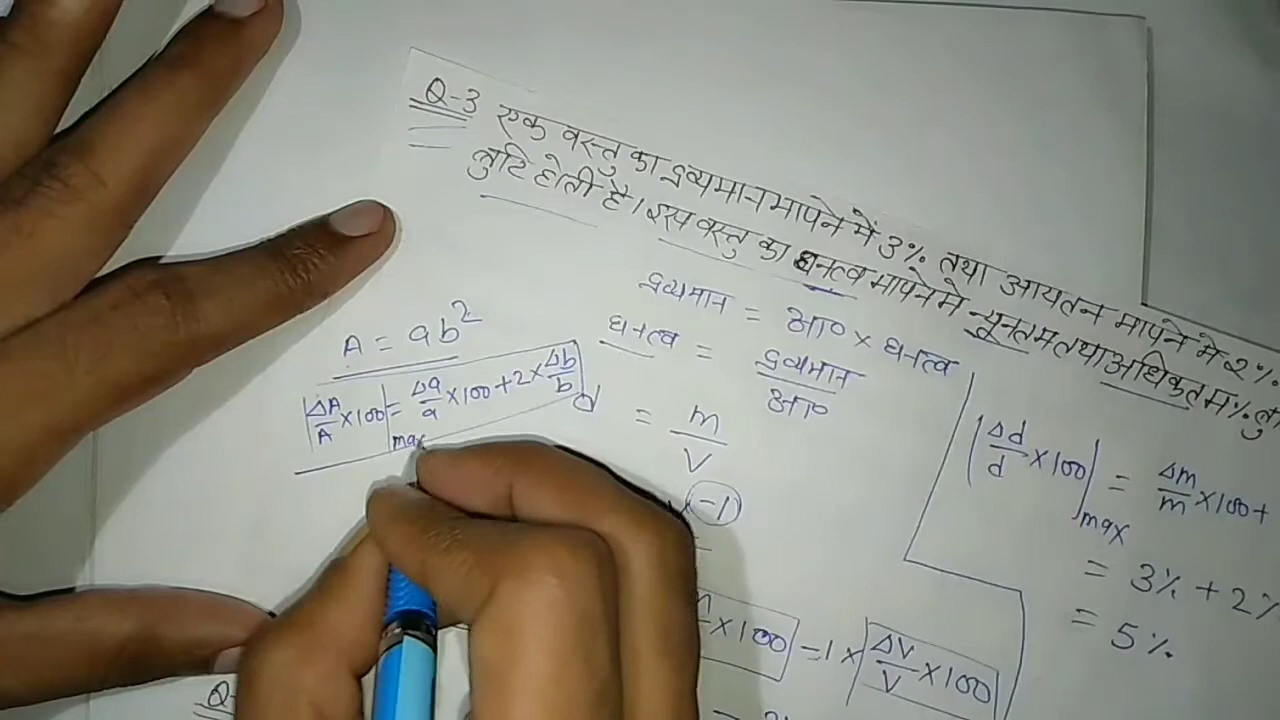 Q-3 एक वस्तु का द्रव्यमान मापने में 3% तथा आयतन मापने में 2%
त्रुटि होती है। इस वस्तु का घनत्व मापने मे न्यूनतम तथा अधिकतम %
द्रव्यमान = आ० × घनत्व
घनत्व = द्रव्यमान / आ०
d = m / V
-1
×100 = 1 × ΔV/V ×100
A = ab²
|ΔA/A ×100|max = Δa/a ×100 + 2 × Δb/b
|Δd/d ×100|max = Δm/m ×100 +
= 3% + 2%
= 5%
Q-